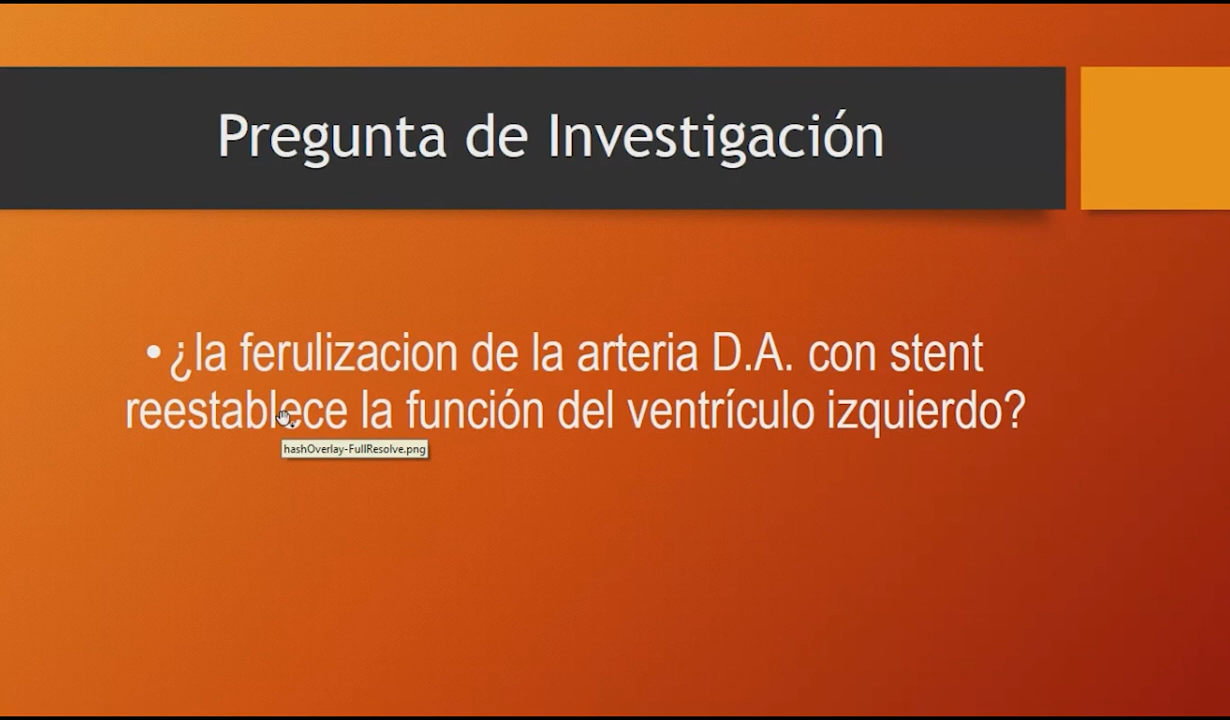 Pregunta de Investigación
•¿la ferulizacion de la arteria D.A. con stent
reestablece la función del ventrículo izquierdo?
hashOverlay-FullResolve.png